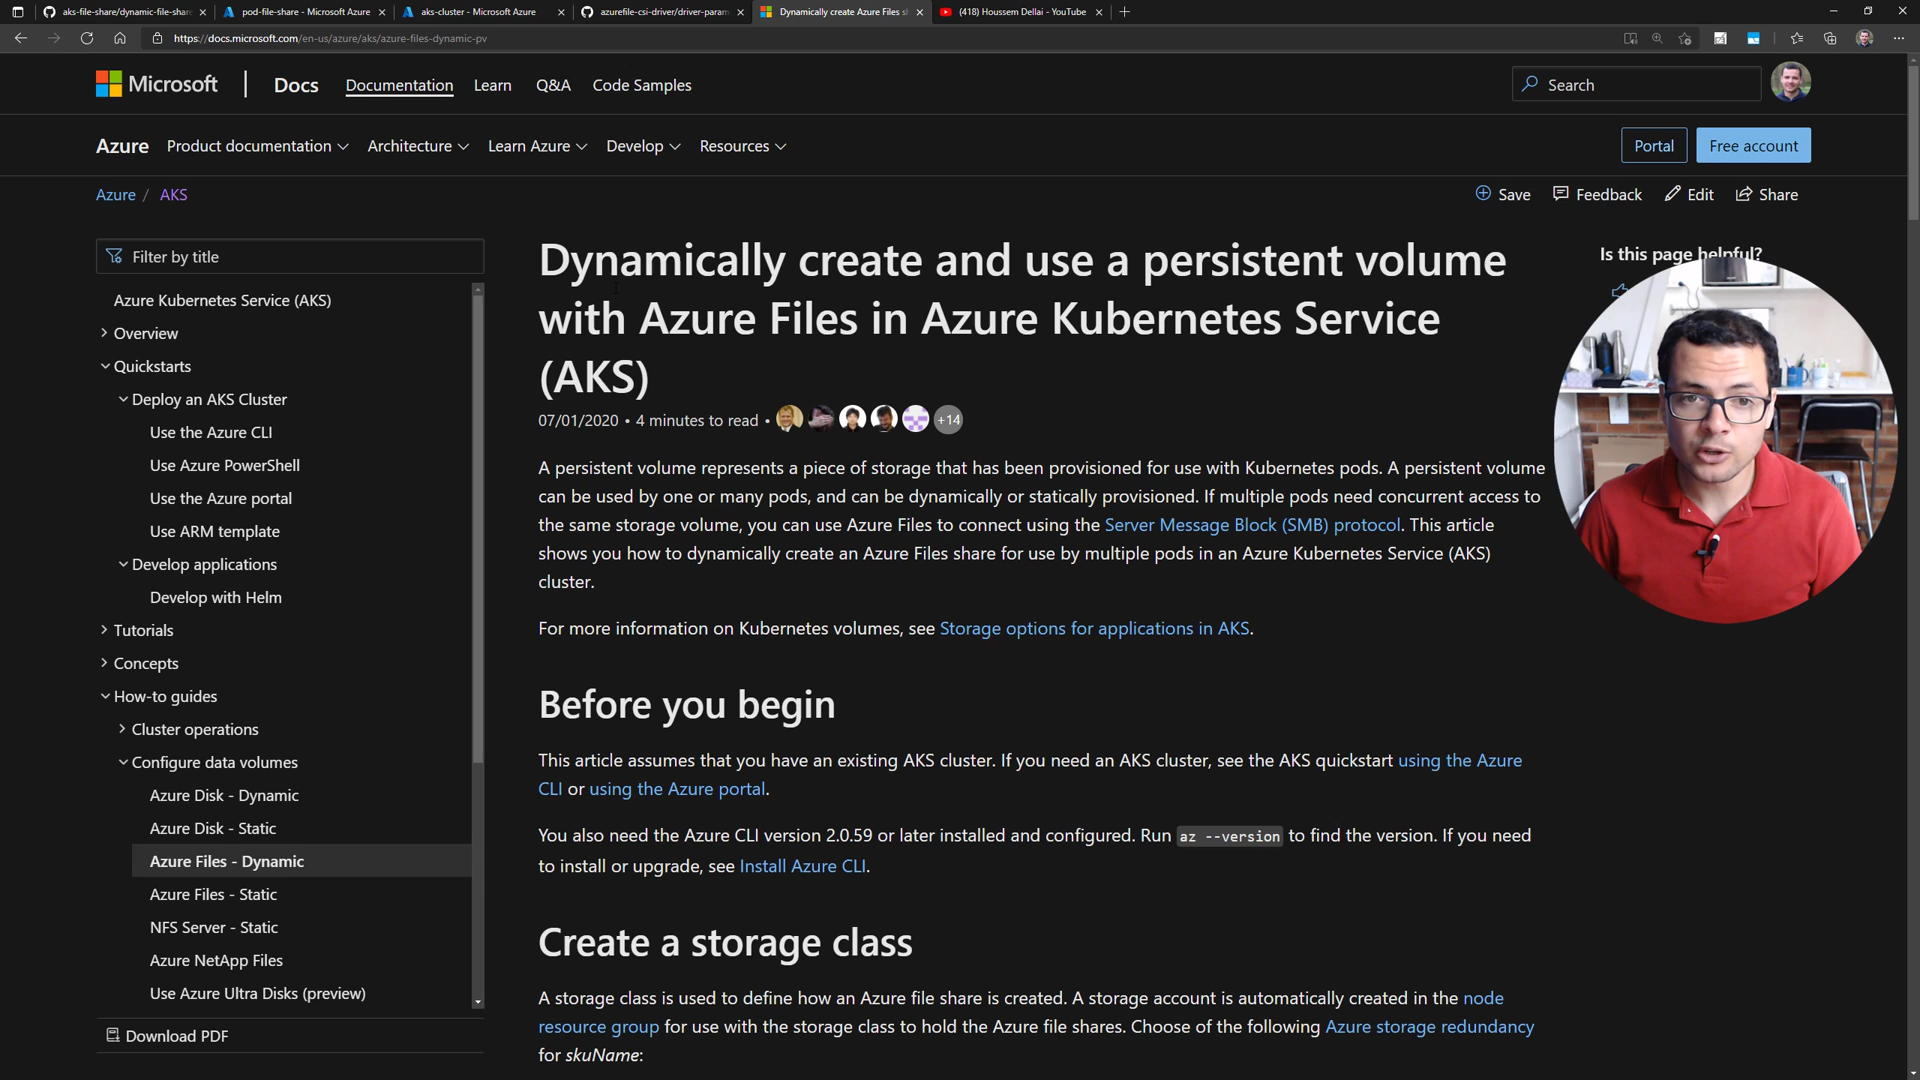 aks-file-share/dynamic-file-share
pod-file-share - Microsoft Azure
aks-cluster - Microsoft Azure
azurefile-csi-driver/driver-param
Dynamically create Azure Files s
(418) Houssem Dellai - YouTube
https://docs.microsoft.com/en-us/azure/aks/azure-files-dynamic-pv
Microsoft
Docs
Documentation
Learn
Q&A
Code Samples
Search
Azure
Product documentation
Architecture
Learn Azure
Develop
Resources
Portal
Free account
Azure / AKS
Save
Feedback
Edit
Share
Filter by title
Azure Kubernetes Service (AKS)
Overview
Quickstarts
Deploy an AKS Cluster
Use the Azure CLI
Use Azure PowerShell
Use the Azure portal
Use ARM template
Develop applications
Develop with Helm
Tutorials
Concepts
How-to guides
Cluster operations
Configure data volumes
Azure Disk - Dynamic
Azure Disk - Static
Azure Files - Dynamic
Azure Files - Static
NFS Server - Static
Azure NetApp Files
Use Azure Ultra Disks (preview)
Download PDF
Dynamically create and use a persistent volume
with Azure Files in Azure Kubernetes Service
(AKS)
07/01/2020 • 4 minutes to read •
+14
A persistent volume represents a piece of storage that has been provisioned for use with Kubernetes pods. A persistent volume
can be used by one or many pods, and can be dynamically or statically provisioned. If multiple pods need concurrent access to
the same storage volume, you can use Azure Files to connect using the Server Message Block (SMB) protocol. This article
shows you how to dynamically create an Azure Files share for use by multiple pods in an Azure Kubernetes Service (AKS)
cluster.
For more information on Kubernetes volumes, see Storage options for applications in AKS.
Before you begin
This article assumes that you have an existing AKS cluster. If you need an AKS cluster, see the AKS quickstart using the Azure
CLI or using the Azure portal.
You also need the Azure CLI version 2.0.59 or later installed and configured. Run az --version to find the version. If you need
to install or upgrade, see Install Azure CLI.
Create a storage class
A storage class is used to define how an Azure file share is created. A storage account is automatically created in the node
resource group for use with the storage class to hold the Azure file shares. Choose of the following Azure storage redundancy
for skuName:
Is this page helpful?